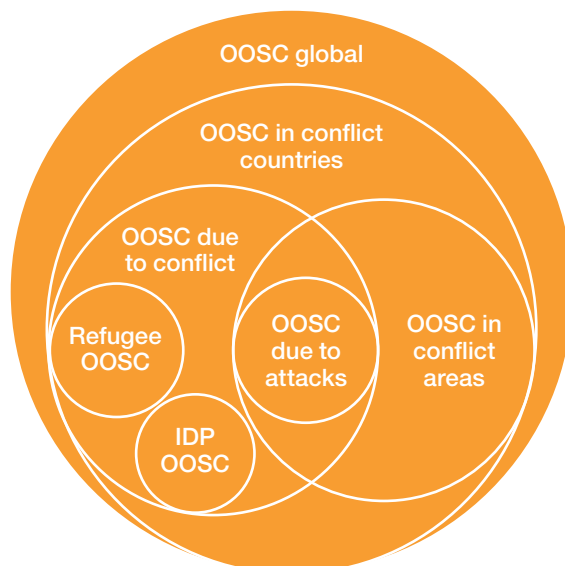 OOSC global
OOSC in conflict
countries
OOSC due
to conflict
Refugee
OOSC
OOSC
due to
attacks
OOSC in
conflict
areas
IDP
OOSC